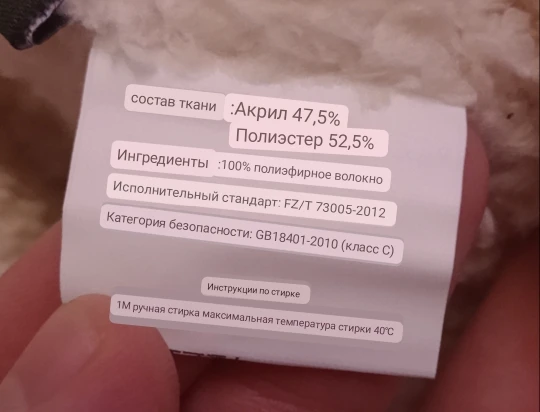 состав ткани :Акрил 47,5%
Полиэстер 52,5%
Ингредиенты :100% полиэфирное волокно
Исполнительный стандарт: FZ/T 73005-2012
Категория безопасности: GB18401-2010 (класс C)
Инструкции по стирке
1М ручная стирка максимальная температура стирки 40℃